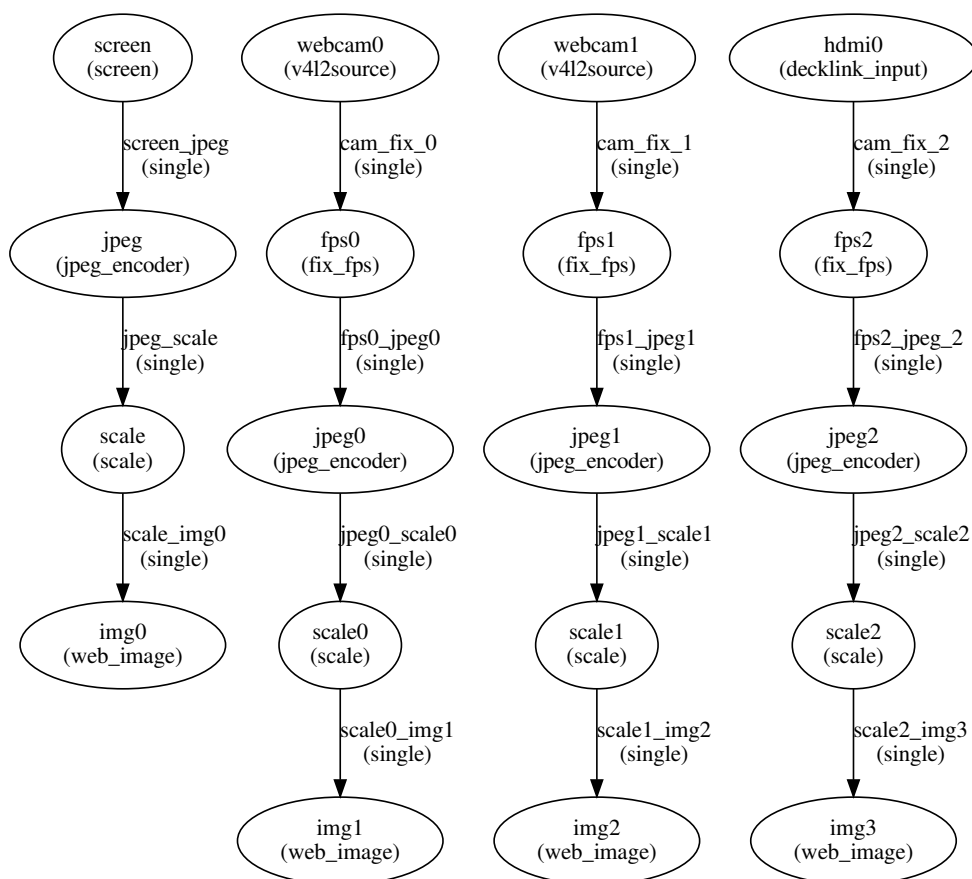 screen
(screen)
webcam0
(v4l2source)
webcam1
(v4l2source)
hdmi0
(decklink_input)
screen_jpeg
(single)
cam_fix_0
(single)
cam_fix_1
(single)
cam_fix_2
(single)
jpeg
(jpeg_encoder)
fps0
(fix_fps)
fps1
(fix_fps)
fps2
(fix_fps)
jpeg_scale
(single)
fps0_jpeg0
(single)
fps1_jpeg1
(single)
fps2_jpeg_2
(single)
scale
(scale)
jpeg0
(jpeg_encoder)
jpeg1
(jpeg_encoder)
jpeg2
(jpeg_encoder)
scale_img0
(single)
jpeg0_scale0
(single)
jpeg1_scale1
(single)
jpeg2_scale2
(single)
img0
(web_image)
scale0
(scale)
scale1
(scale)
scale2
(scale)
scale0_img1
(single)
scale1_img2
(single)
scale2_img3
(single)
img1
(web_image)
img2
(web_image)
img3
(web_image)